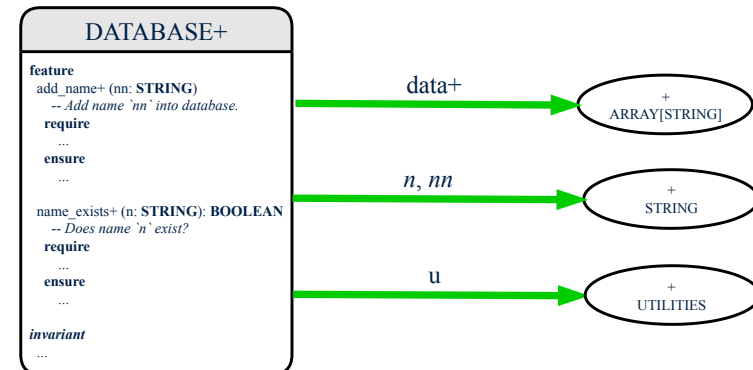 DATABASE+
feature
add_name+ (nn: STRING)
-- Add name `nn` into database.
require
...
ensure
...
name_exists+ (n: STRING): BOOLEAN
-- Does name `n` exist?
require
...
ensure
...
invariant
...
data+
+
ARRAY[STRING]
n, nn
+
STRING
u
+
UTILITIES